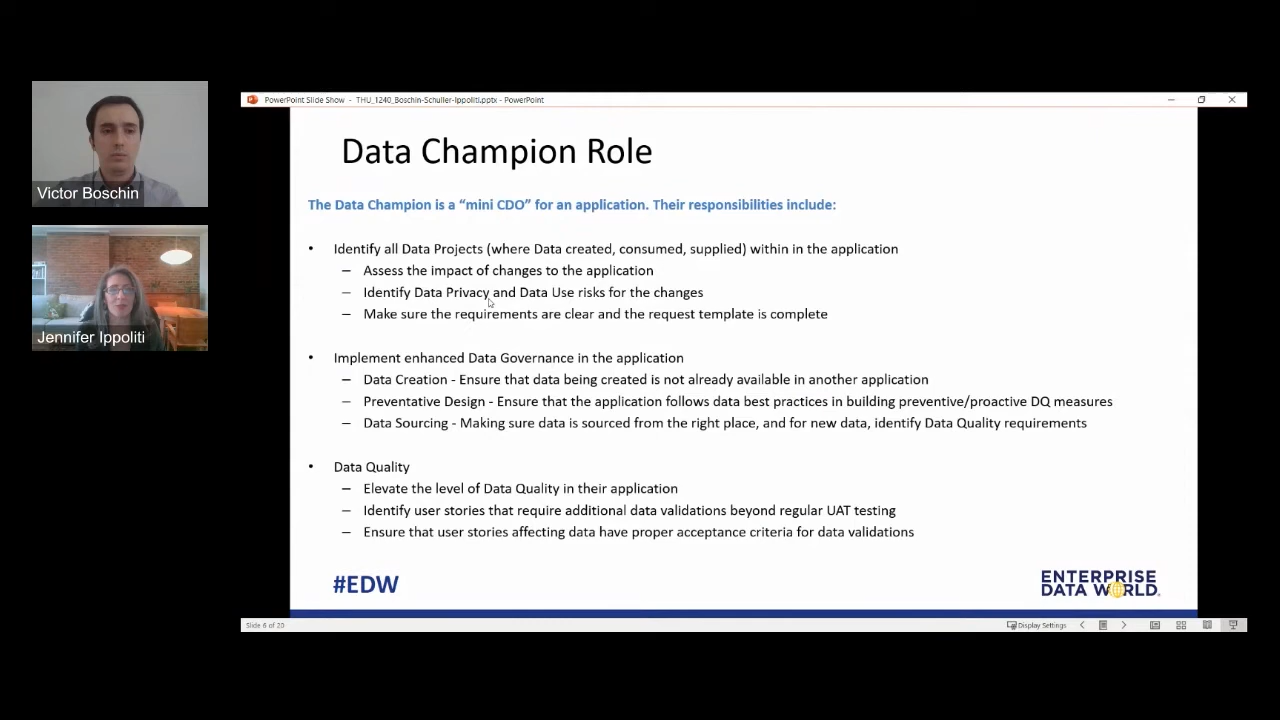 PowerPoint Slide Show - THU_1240_Boschin-Schuller-Ippoliti.pptx - PowerPoint
Victor Boschin
Jennifer Ippoliti
Data Champion Role
The Data Champion is a “mini CDO” for an application. Their responsibilities include:
• Identify all Data Projects (where Data created, consumed, supplied) within in the application
– Assess the impact of changes to the application
– Identify Data Privacy and Data Use risks for the changes
– Make sure the requirements are clear and the request template is complete
• Implement enhanced Data Governance in the application
– Data Creation - Ensure that data being created is not already available in another application
– Preventative Design - Ensure that the application follows data best practices in building preventive/proactive DQ measures
– Data Sourcing - Making sure data is sourced from the right place, and for new data, identify Data Quality requirements
• Data Quality
– Elevate the level of Data Quality in their application
– Identify user stories that require additional data validations beyond regular UAT testing
– Ensure that user stories affecting data have proper acceptance criteria for data validations
#EDW
ENTERPRISE
DATA WORLD
Slide 6 of 20
Display Settings